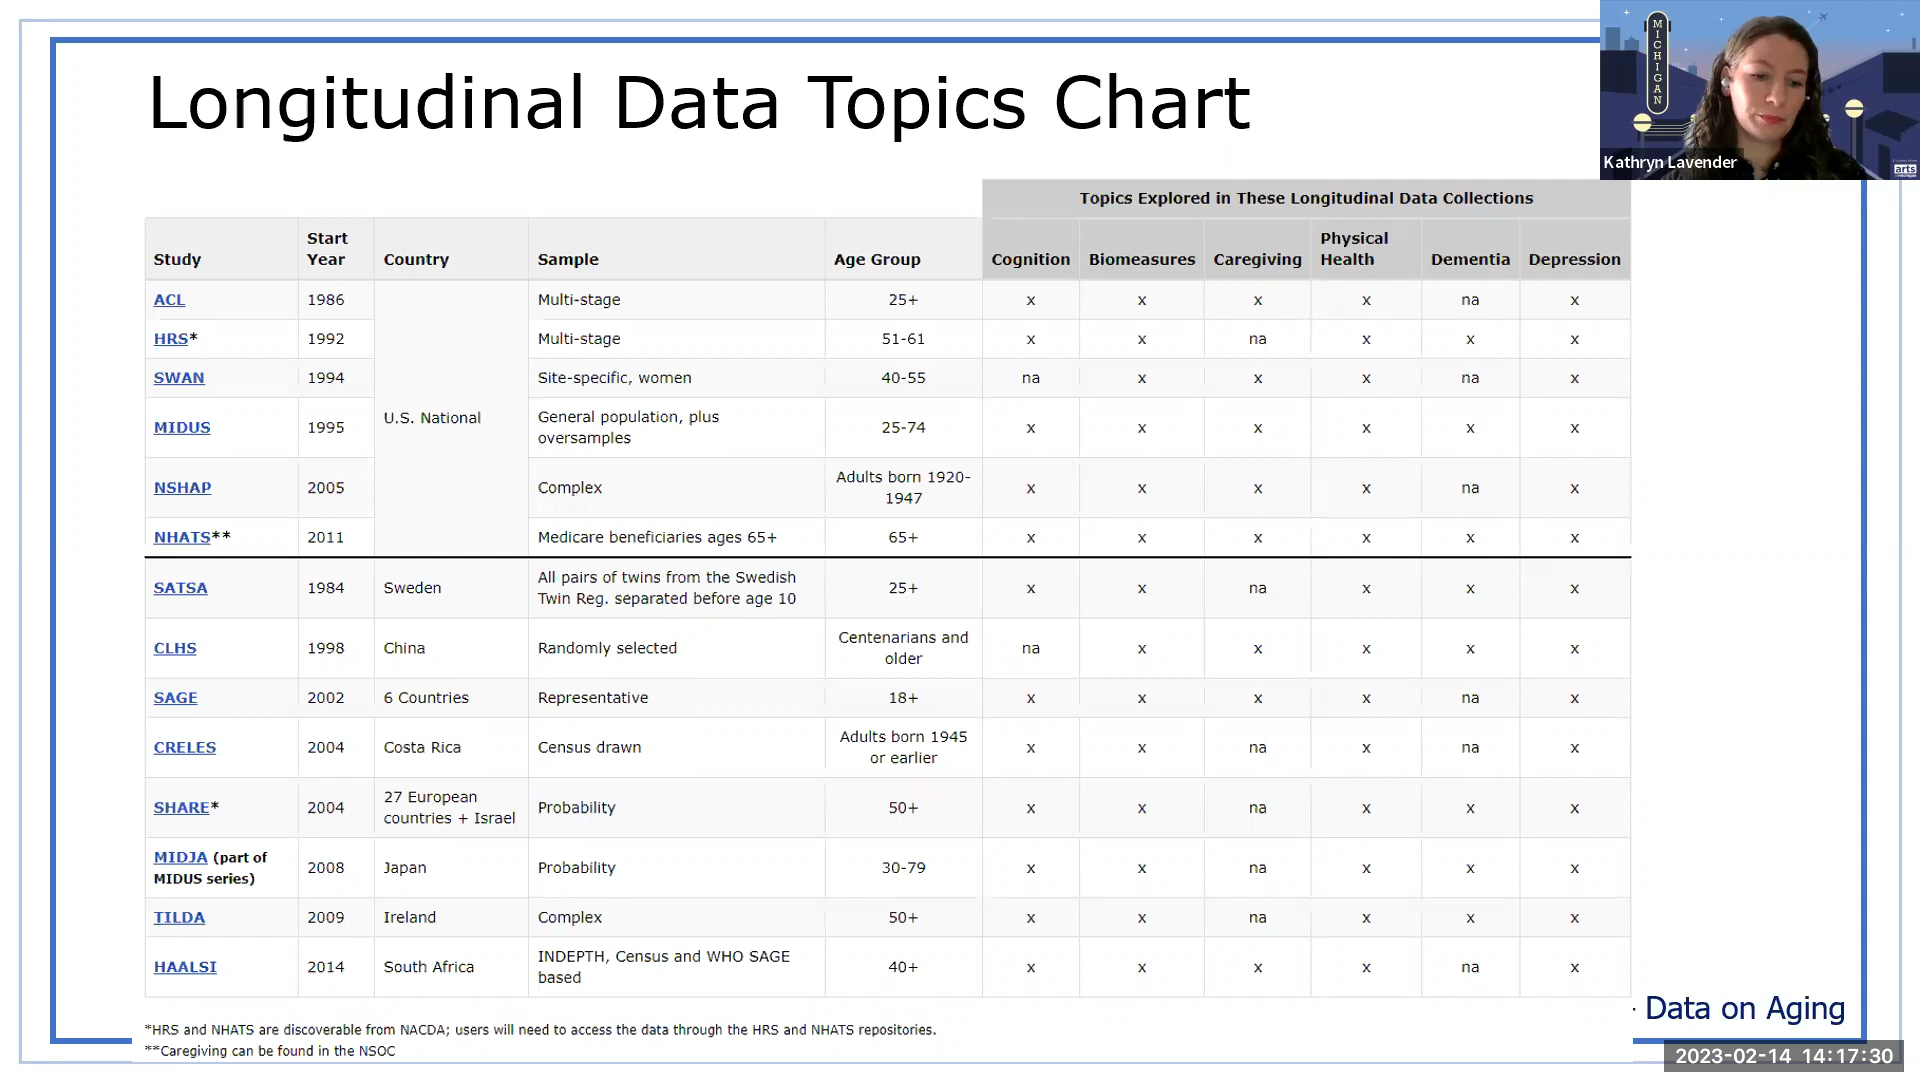 Longitudinal Data Topics Chart
MICHIGAN
Kathryn Lavender
arts
Topics Explored in These Longitudinal Data Collections
Study Start Year Country Sample Age Group Cognition Biomeasures Caregiving Physical Health Dementia Depression
ACL 1986 U.S. National Multi-stage 25+ x x x x na x
HRS* 1992 Multi-stage 51-61 x x na x x x
SWAN 1994 Site-specific, women 40-55 na x x x na x
MIDUS 1995 General population, plus oversamples 25-74 x x x x x x
NSHAP 2005 Complex Adults born 1920-1947 x x x x na x
NHATS** 2011 Medicare beneficiaries ages 65+ 65+ x x x x x x
SATSA 1984 Sweden All pairs of twins from the Swedish Twin Reg. separated before age 10 25+ x x na x x x
CLHS 1998 China Randomly selected Centenarians and older na x x x x x
SAGE 2002 6 Countries Representative 18+ x x x x na x
CRELES 2004 Costa Rica Census drawn Adults born 1945 or earlier x x na x na x
SHARE* 2004 27 European countries + Israel Probability 50+ x x na x x x
MIDJA (part of MIDUS series) 2008 Japan Probability 30-79 x x na x x x
TILDA 2009 Ireland Complex 50+ x x na x x x
HAALSI 2014 South Africa INDEPTH, Census and WHO SAGE based 40+ x x x x na x
*HRS and NHATS are discoverable from NACDA; users will need to access the data through the HRS and NHATS repositories.
**Caregiving can be found in the NSOC
Data on Aging
2023-02-14 14:17:30